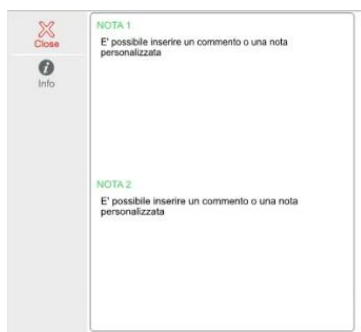 Close
Info
NOTA 1
E' possibile inserire un commento o una nota
personalizzata
NOTA 2
E' possibile inserire un commento o una nota
personalizzata